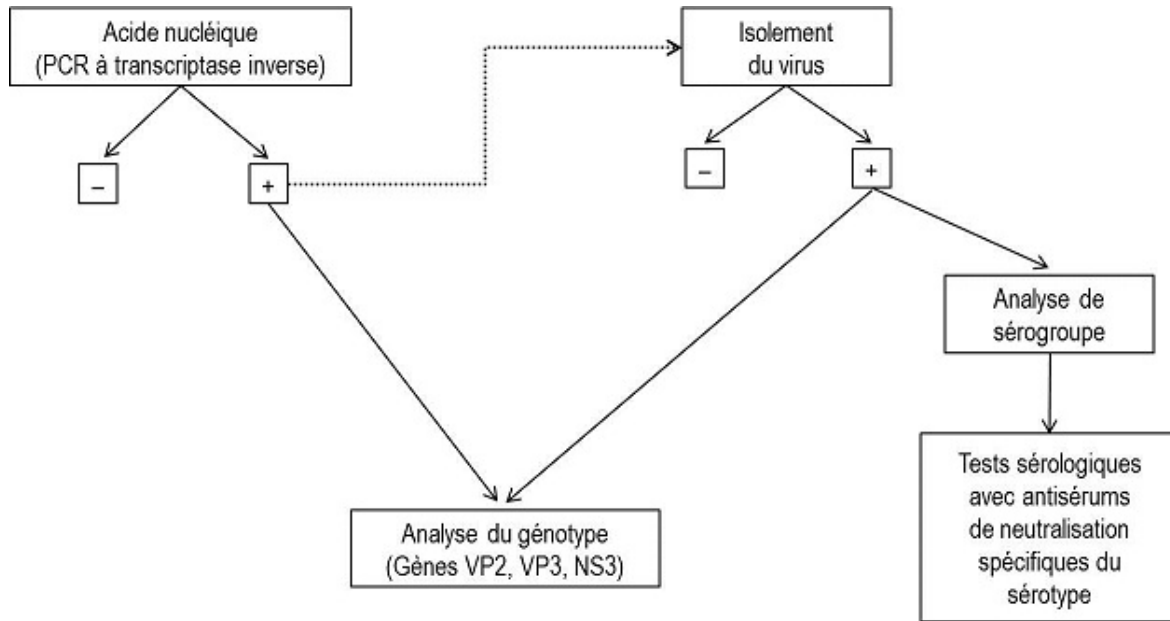 Acide nucléique
(PCR à transcriptase inverse)
Isolement
du virus
–
+
–
+
Analyse de
sérogroupe
Tests sérologiques
avec antisérums
de neutralisation
spécifiques du
sérotype
Analyse du génotype
(Gènes VP2, VP3, NS3)